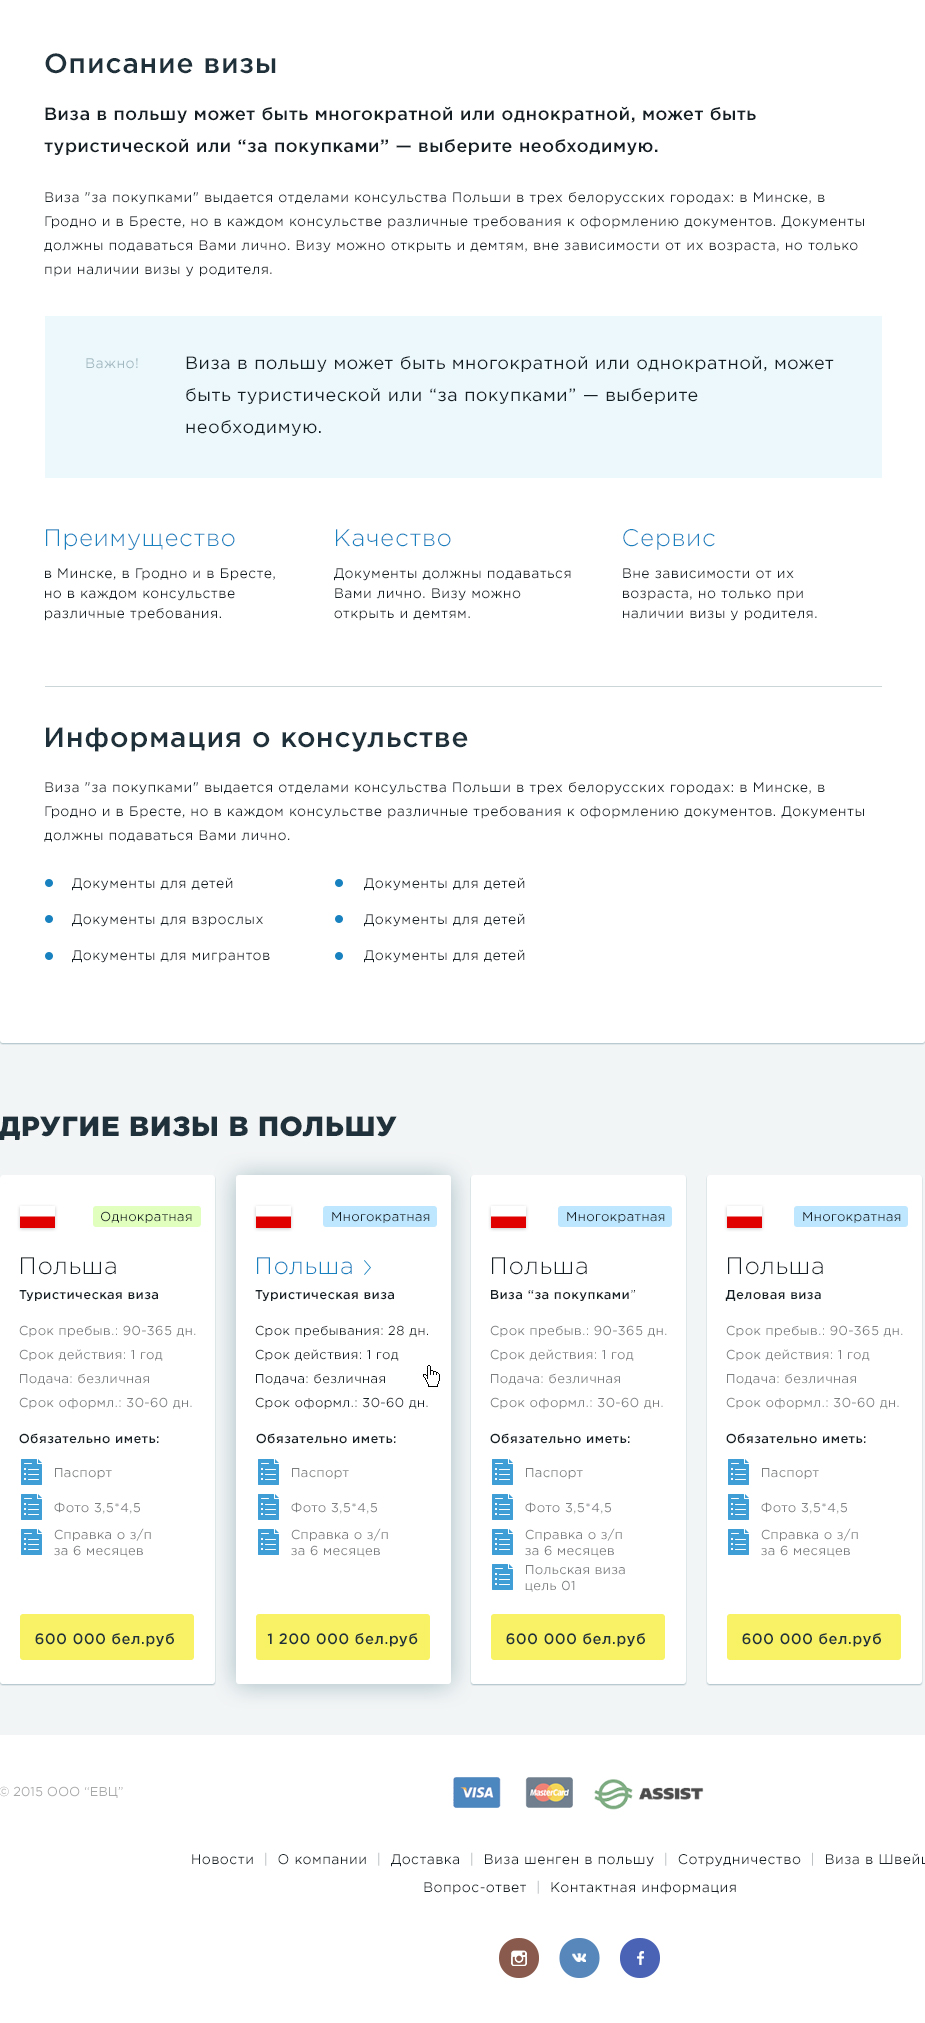 Описание визы
Виза в польшу может быть многократной или однократной, может быть
туристической или “за покупками” — выберите необходимую.
Виза "за покупками" выдается отделами консульства Польши в трех белорусских городах: в Минске, в
Гродно и в Бресте, но в каждом консульстве различные требования к оформлению документов. Документы
должны подаваться Вами лично. Визу можно открыть и демтям, вне зависимости от их возраста, но только
при наличии визы у родителя.
Важно!
Виза в польшу может быть многократной или однократной, может
быть туристической или “за покупками” — выберите
необходимую.
Преимущество
в Минске, в Гродно и в Бресте,
но в каждом консульстве
различные требования.
Качество
Документы должны подаваться
Вами лично. Визу можно
открыть и демтям.
Сервис
Вне зависимости от их
возраста, но только при
наличии визы у родителя.
Информация о консульстве
Виза "за покупками" выдается отделами консульства Польши в трех белорусских городах: в Минске, в
Гродно и в Бресте, но в каждом консульстве различные требования к оформлению документов. Документы
должны подаваться Вами лично.
Документы для детей
Документы для взрослых
Документы для мигрантов
Документы для детей
Документы для детей
Документы для детей
ДРУГИЕ ВИЗЫ В ПОЛЬШУ
Однократная
Польша
Туристическая виза
Срок пребыв.: 90-365 дн.
Срок действия: 1 год
Подача: безличная
Срок оформл.: 30-60 дн.
Обязательно иметь:
Паспорт
Фото 3,5*4,5
Справка о з/п
за 6 месяцев
600 000 бел.руб
Многократная
Польша >
Туристическая виза
Срок пребывания: 28 дн.
Срок действия: 1 год
Подача: безличная
Срок оформл.: 30-60 дн.
Обязательно иметь:
Паспорт
Фото 3,5*4,5
Справка о з/п
за 6 месяцев
1 200 000 бел.руб
Многократная
Польша
Виза “за покупками”
Срок пребыв.: 90-365 дн.
Срок действия: 1 год
Подача: безличная
Срок оформл.: 30-60 дн.
Обязательно иметь:
Паспорт
Фото 3,5*4,5
Справка о з/п
за 6 месяцев
Польская виза
цель 01
600 000 бел.руб
Многократная
Польша
Деловая виза
Срок пребыв.: 90-365 дн.
Срок действия: 1 год
Подача: безличная
Срок оформл.: 30-60 дн.
Обязательно иметь:
Паспорт
Фото 3,5*4,5
Справка о з/п
за 6 месяцев
600 000 бел.руб
© 2015 ООО “ЕВЦ”
VISA
MasterCard
ASSIST
Новости | О компании | Доставка | Виза шенген в польшу | Сотрудничество | Виза в
Вопрос-ответ | Контактная информация